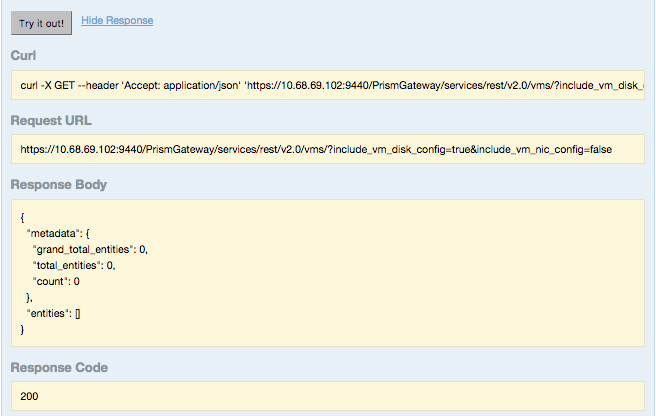 Try it out! Hide Response
Curl
curl -X GET --header 'Accept: application/json' 'https://10.68.69.102:9440/PrismGateway/services/rest/v2.0/vms/?include_vm_disk_
Request URL
https://10.68.69.102:9440/PrismGateway/services/rest/v2.0/vms/?include_vm_disk_config=true&include_vm_nic_config=false
Response Body
{
"metadata": {
"grand_total_entities": 0,
"total_entities": 0,
"count": 0
},
"entities": []
}
Response Code
200